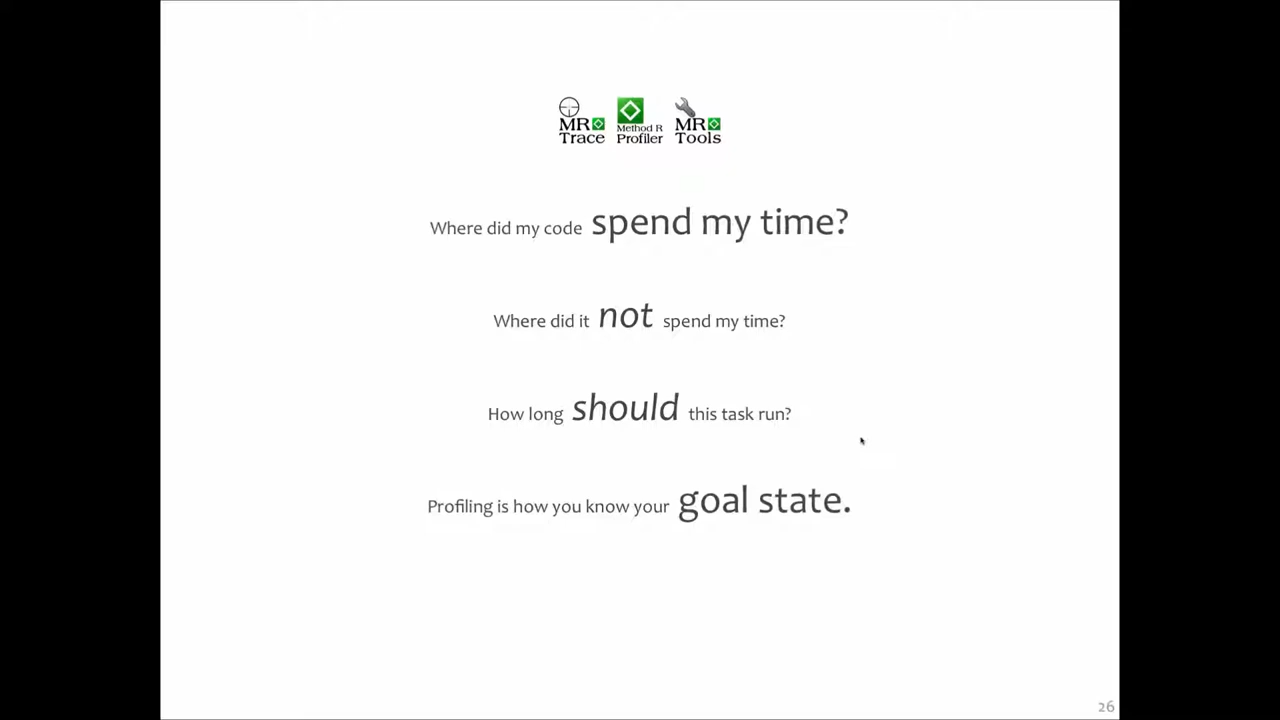 MR Trace
Method R Profiler
MR Tools
Where did my code spend my time?
Where did it not spend my time?
How long should this task run?
Profiling is how you know your goal state.
26